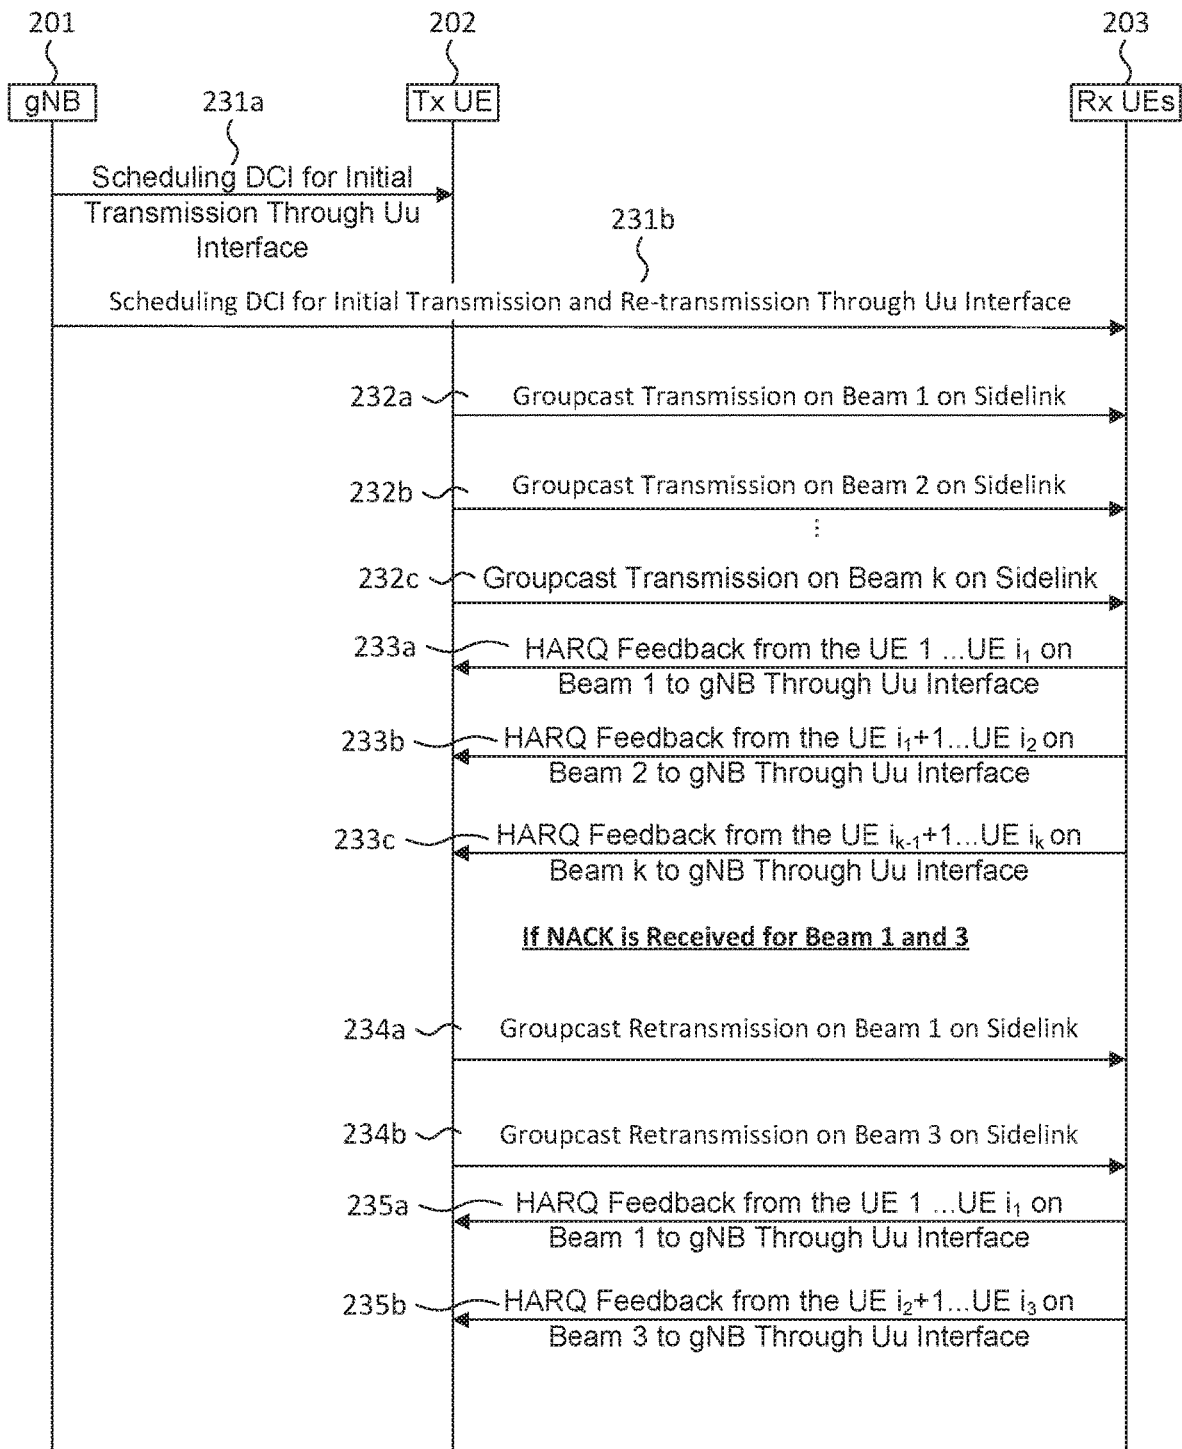 201
202
203
gNB
Tx UE
Rx UEs
231a
Scheduling DCI for Initial
Transmission Through Uu
Interface
231b
Scheduling DCI for Initial Transmission and Re-transmission Through Uu Interface
232a
Groupcast Transmission on Beam 1 on Sidelink
232b
Groupcast Transmission on Beam 2 on Sidelink
⋮
232c
Groupcast Transmission on Beam k on Sidelink
233a
HARQ Feedback from the UE 1 ...UE i₁ on
Beam 1 to gNB Through Uu Interface
233b
HARQ Feedback from the UE i₁+1...UE i₂ on
Beam 2 to gNB Through Uu Interface
233c
HARQ Feedback from the UE iₖ₋₁+1...UE iₖ on
Beam k to gNB Through Uu Interface
If NACK is Received for Beam 1 and 3
234a
Groupcast Retransmission on Beam 1 on Sidelink
234b
Groupcast Retransmission on Beam 3 on Sidelink
235a
HARQ Feedback from the UE 1 ...UE i₁ on
Beam 1 to gNB Through Uu Interface
235b
HARQ Feedback from the UE i₂+1...UE i₃ on
Beam 3 to gNB Through Uu Interface